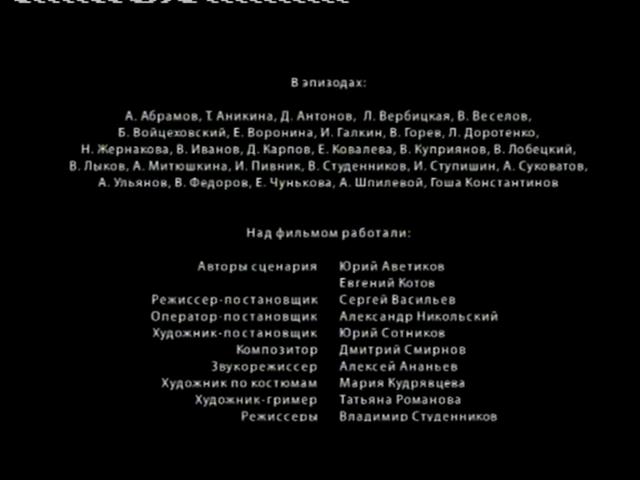 В эпизодах:
А. Абрамов, Т. Аникина, Д. Антонов, Л. Вербицкая, В. Веселов,
Б. Войцеховский, Е. Воронина, И. Галкин, В. Горев, Л. Доротенко,
Н. Жернакова, В. Иванов, Д. Карпов, Е. Ковалева, В. Куприянов, В. Лобецкий,
В. Лыков, А. Митюшкина, И. Пивник, В. Студенников, И. Ступишин, А. Суковатов,
А. Ульянов, В. Федоров, Е. Чунькова, А. Шпилевой, Гоша Константинов
Над фильмом работали:
Авторы сценария Юрий Аветиков
Евгений Котов
Режиссер-постановщик Сергей Васильев
Оператор-постановщик Александр Никольский
Художник-постановщик Юрий Сотников
Композитор Дмитрий Смирнов
Звукорежиссер Алексей Ананьев
Художник по костюмам Мария Кудрявцева
Художник-гример Татьяна Романова
Режиссеры Владимир Студенников